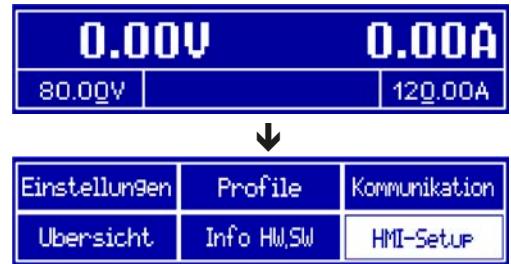 0.00V 0.00A
80.00V 120.00A
Einstellungen Profile Kommunikation
Ubersicht Info HW,SW HMI-Setup